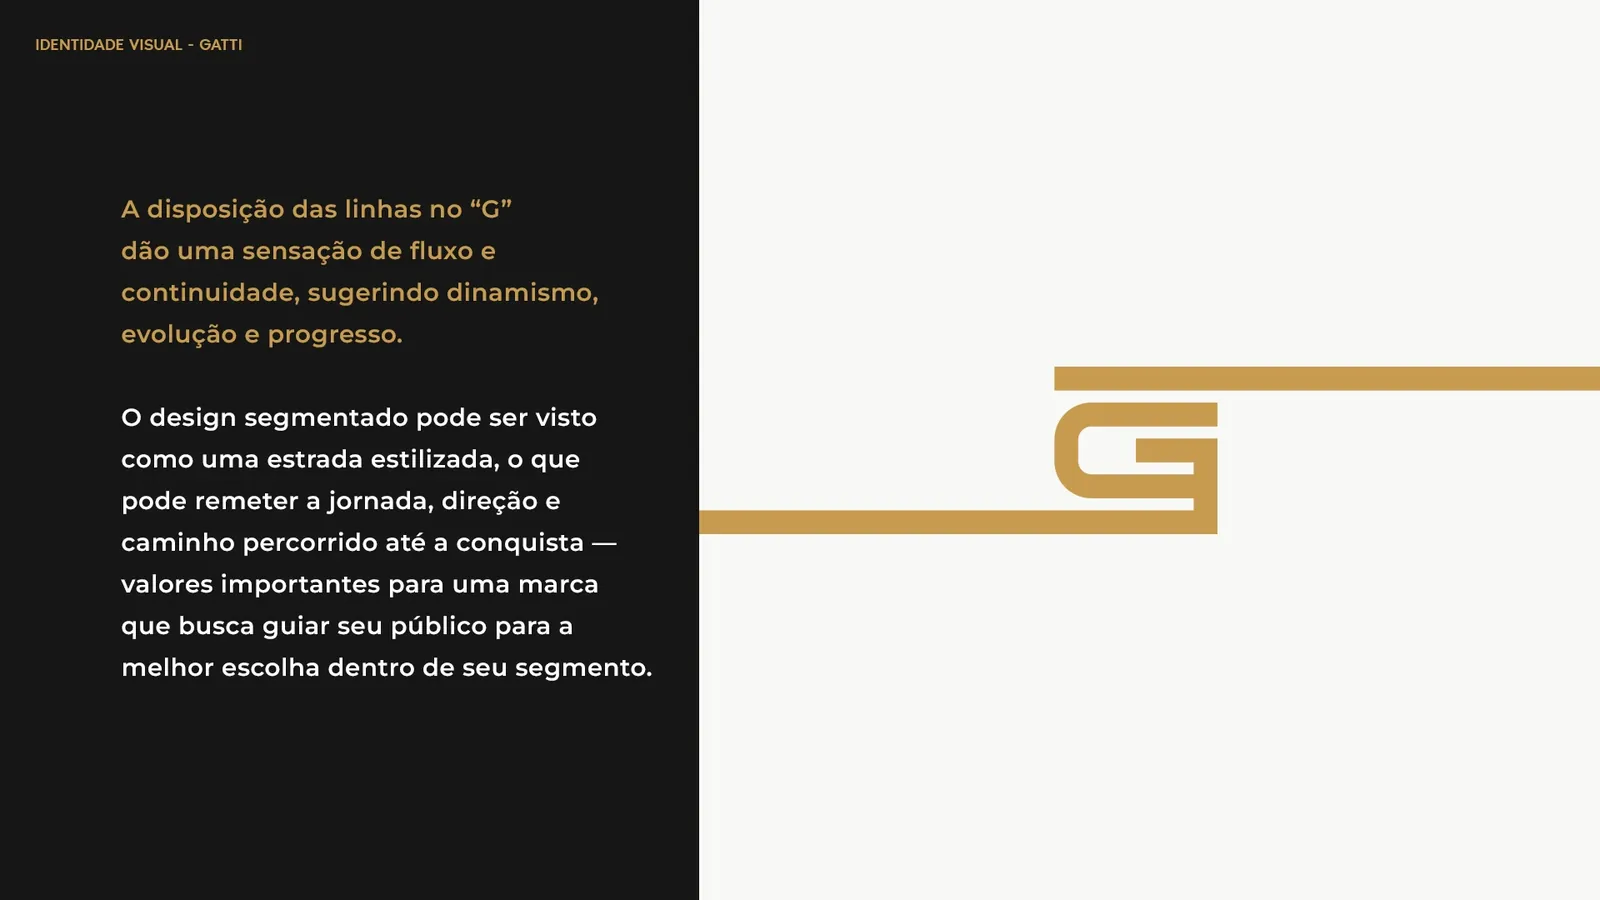 IDENTIDADE VISUAL - GATTI
A disposição das linhas no “G”
dão uma sensação de fluxo e
continuidade, sugerindo dinamismo,
evolução e progresso.
O design segmentado pode ser visto
como uma estrada estilizada, o que
pode remeter a jornada, direção e
caminho percorrido até a conquista —
valores importantes para uma marca
que busca guiar seu público para a
melhor escolha dentro de seu segmento.
G